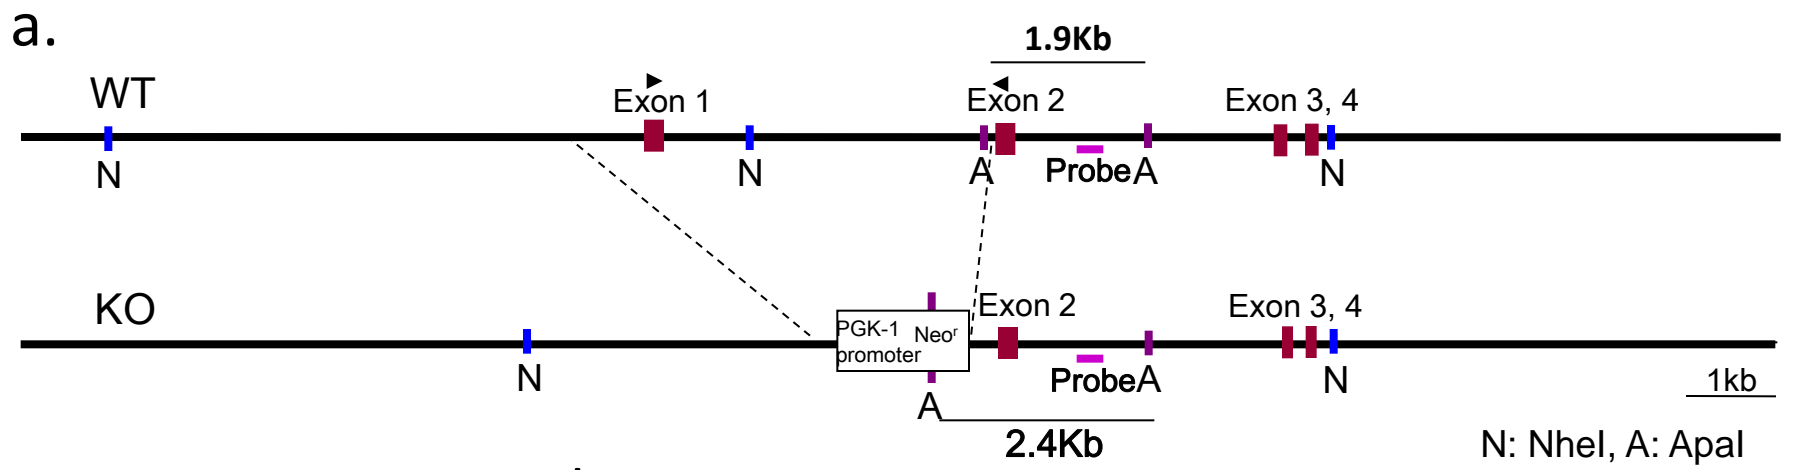 a.
1.9Kb
WT
Exon 1
Exon 2
Exon 3, 4
N
N
A
Probe
A
N
KO
Exon 2
Exon 3, 4
PGK-1
promoter
Neoʳ
N
Probe
A
N
1kb
A
2.4Kb
N: NheI, A: ApaI